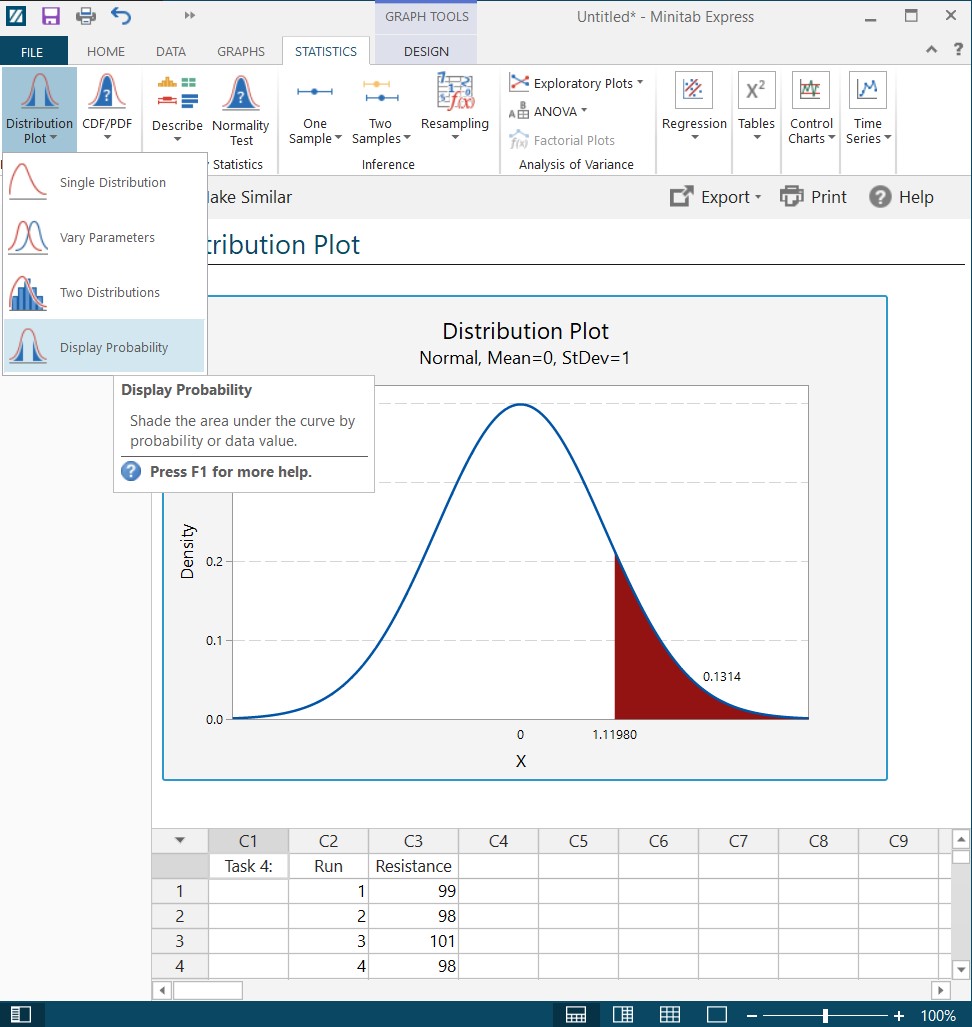 GRAPH TOOLS
Untitled* - Minitab Express
FILE
HOME
DATA
GRAPHS
STATISTICS
DESIGN
?
Distribution
Plot
CDF/PDF
Describe
Normality
Test
Statistics
One
Sample
Two
Samples
Resampling
Inference
Exploratory Plots
ANOVA
Factorial Plots
Analysis of Variance
Regression
X²
Tables
Control
Charts
Time
Series
Single Distribution
Vary Parameters
Two Distributions
Display Probability
Display Probability
Shade the area under the curve by
probability or data value.
? Press F1 for more help.
ake Similar
Export
Print
? Help
tribution Plot
Distribution Plot
Normal, Mean=0, StDev=1
Density
0.2
0.1
0.0
0.1314
0
1.11980
X
C1 C2 C3 C4 C5 C6 C7 C8 C9
Task 4: Run Resistance
1 1 99
2 2 98
3 3 101
4 4 98
100%